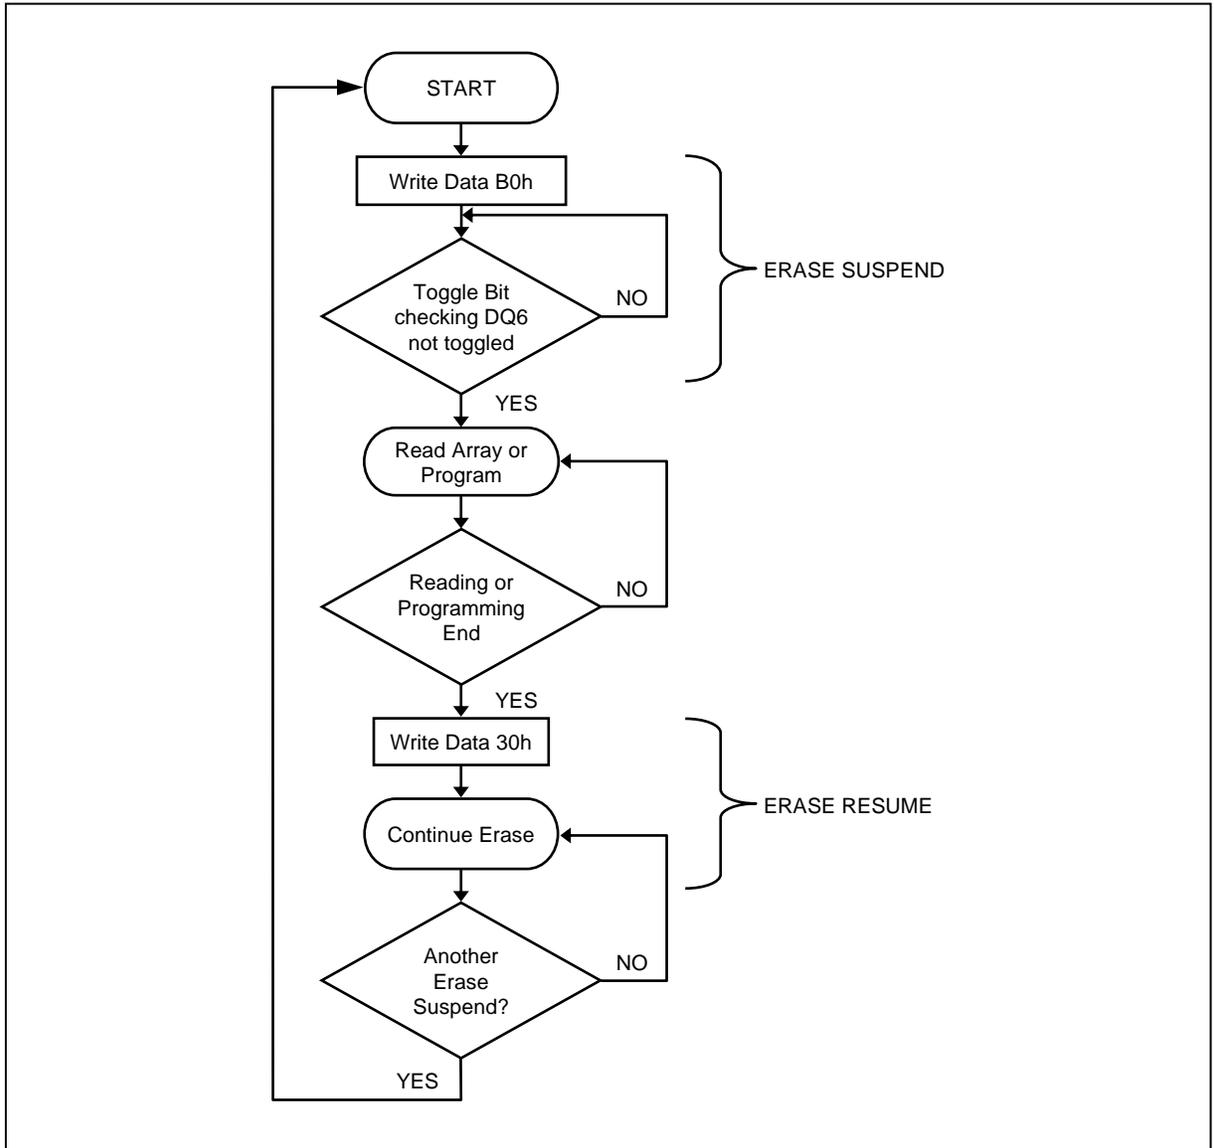 START
Write Data B0h
ERASE SUSPEND
Toggle Bit
checking DQ6
not toggled
NO
YES
Read Array or
Program
Reading or
Programming
End
NO
YES
Write Data 30h
ERASE RESUME
Continue Erase
Another
Erase
Suspend?
NO
YES